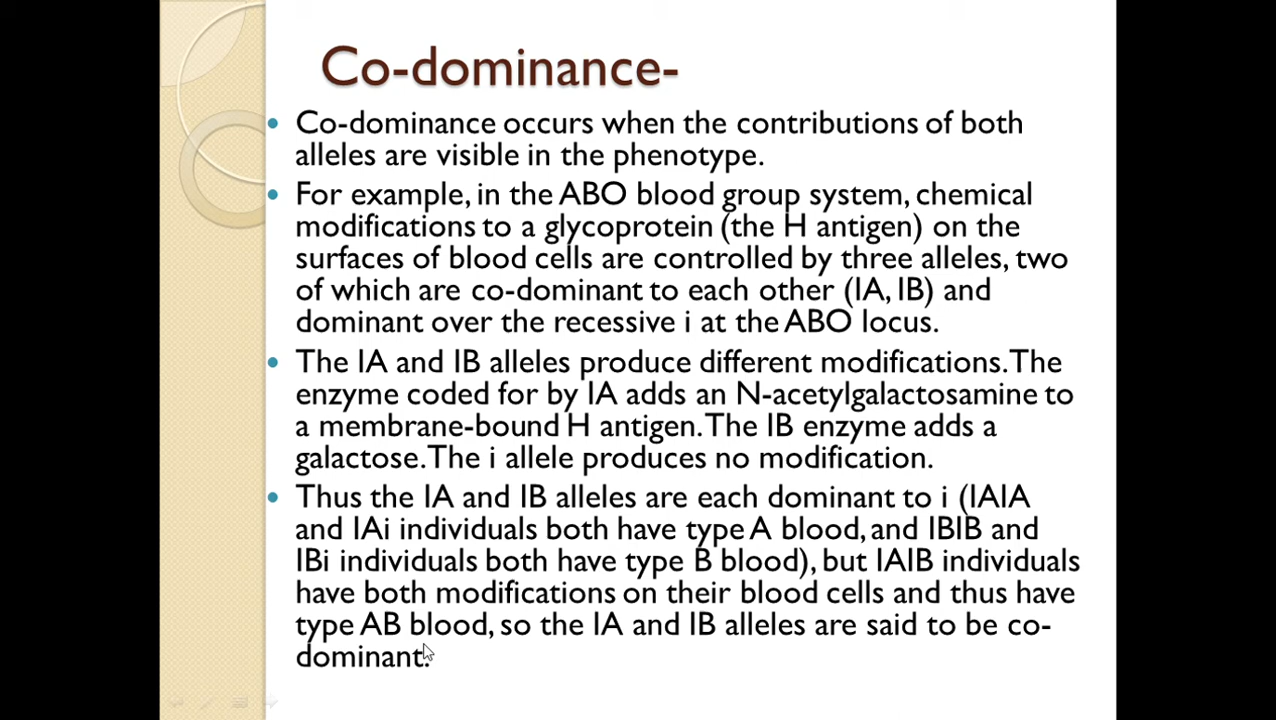 Co-dominance-
• Co-dominance occurs when the contributions of both
alleles are visible in the phenotype.
• For example, in the ABO blood group system, chemical
modifications to a glycoprotein (the H antigen) on the
surfaces of blood cells are controlled by three alleles, two
of which are co-dominant to each other (IA, IB) and
dominant over the recessive i at the ABO locus.
• The IA and IB alleles produce different modifications. The
enzyme coded for by IA adds an N-acetylgalactosamine to
a membrane-bound H antigen. The IB enzyme adds a
galactose. The i allele produces no modification.
• Thus the IA and IB alleles are each dominant to i (IAIA
and IAi individuals both have type A blood, and IBIB and
IBi individuals both have type B blood), but IAIB individuals
have both modifications on their blood cells and thus have
type AB blood, so the IA and IB alleles are said to be co-
dominant.